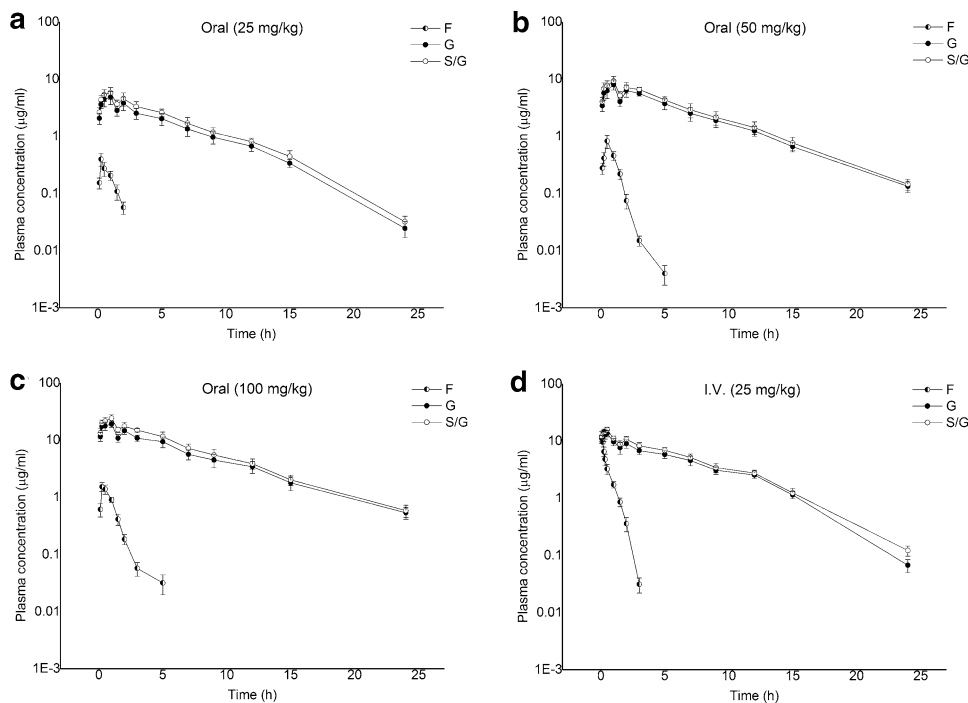 a
Oral (25 mg/kg)
F
G
S/G
100
10
1
0.1
0.01
1E-3
Plasma concentration (μg/ml)
0 5 10 15 20 25
Time (h)
b
Oral (50 mg/kg)
F
G
S/G
100
10
1
0.1
0.01
1E-3
Plasma concentration (μg/ml)
0 5 10 15 20 25
Time (h)
c
Oral (100 mg/kg)
F
G
S/G
100
10
1
0.1
0.01
1E-3
Plasma concentration (μg/ml)
0 5 10 15 20 25
Time (h)
d
I.V. (25 mg/kg)
F
G
S/G
100
10
1
0.1
0.01
1E-3
Plasma concentration (μg/ml)
0 5 10 15 20 25
Time (h)